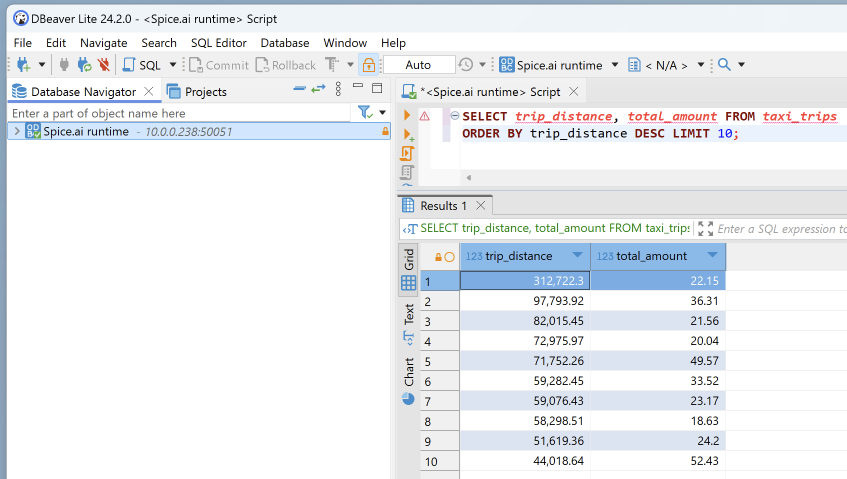 DBeaver Lite 24.2.0 - <Spice.ai runtime> Script
File Edit Navigate Search SQL Editor Database Window Help
SQL Commit Rollback Auto Spice.ai runtime < N/A >
Database Navigator Projects
Enter a part of object name here
Spice.ai runtime - 10.0.0.238:50051
*<Spice.ai runtime> Script
SELECT trip_distance, total_amount FROM taxi_trips
ORDER BY trip_distance DESC LIMIT 10;
Results 1
SELECT trip_distance, total_amount FROM taxi_trips Enter a SQL expression to
Grid
Text
Chart
123 trip_distance 123 total_amount
1 312,722.3 22.15
2 97,793.92 36.31
3 82,015.45 21.56
4 72,975.97 20.04
5 71,752.26 49.57
6 59,282.45 33.52
7 59,076.43 23.17
8 58,298.51 18.63
9 51,619.36 24.2
10 44,018.64 52.43